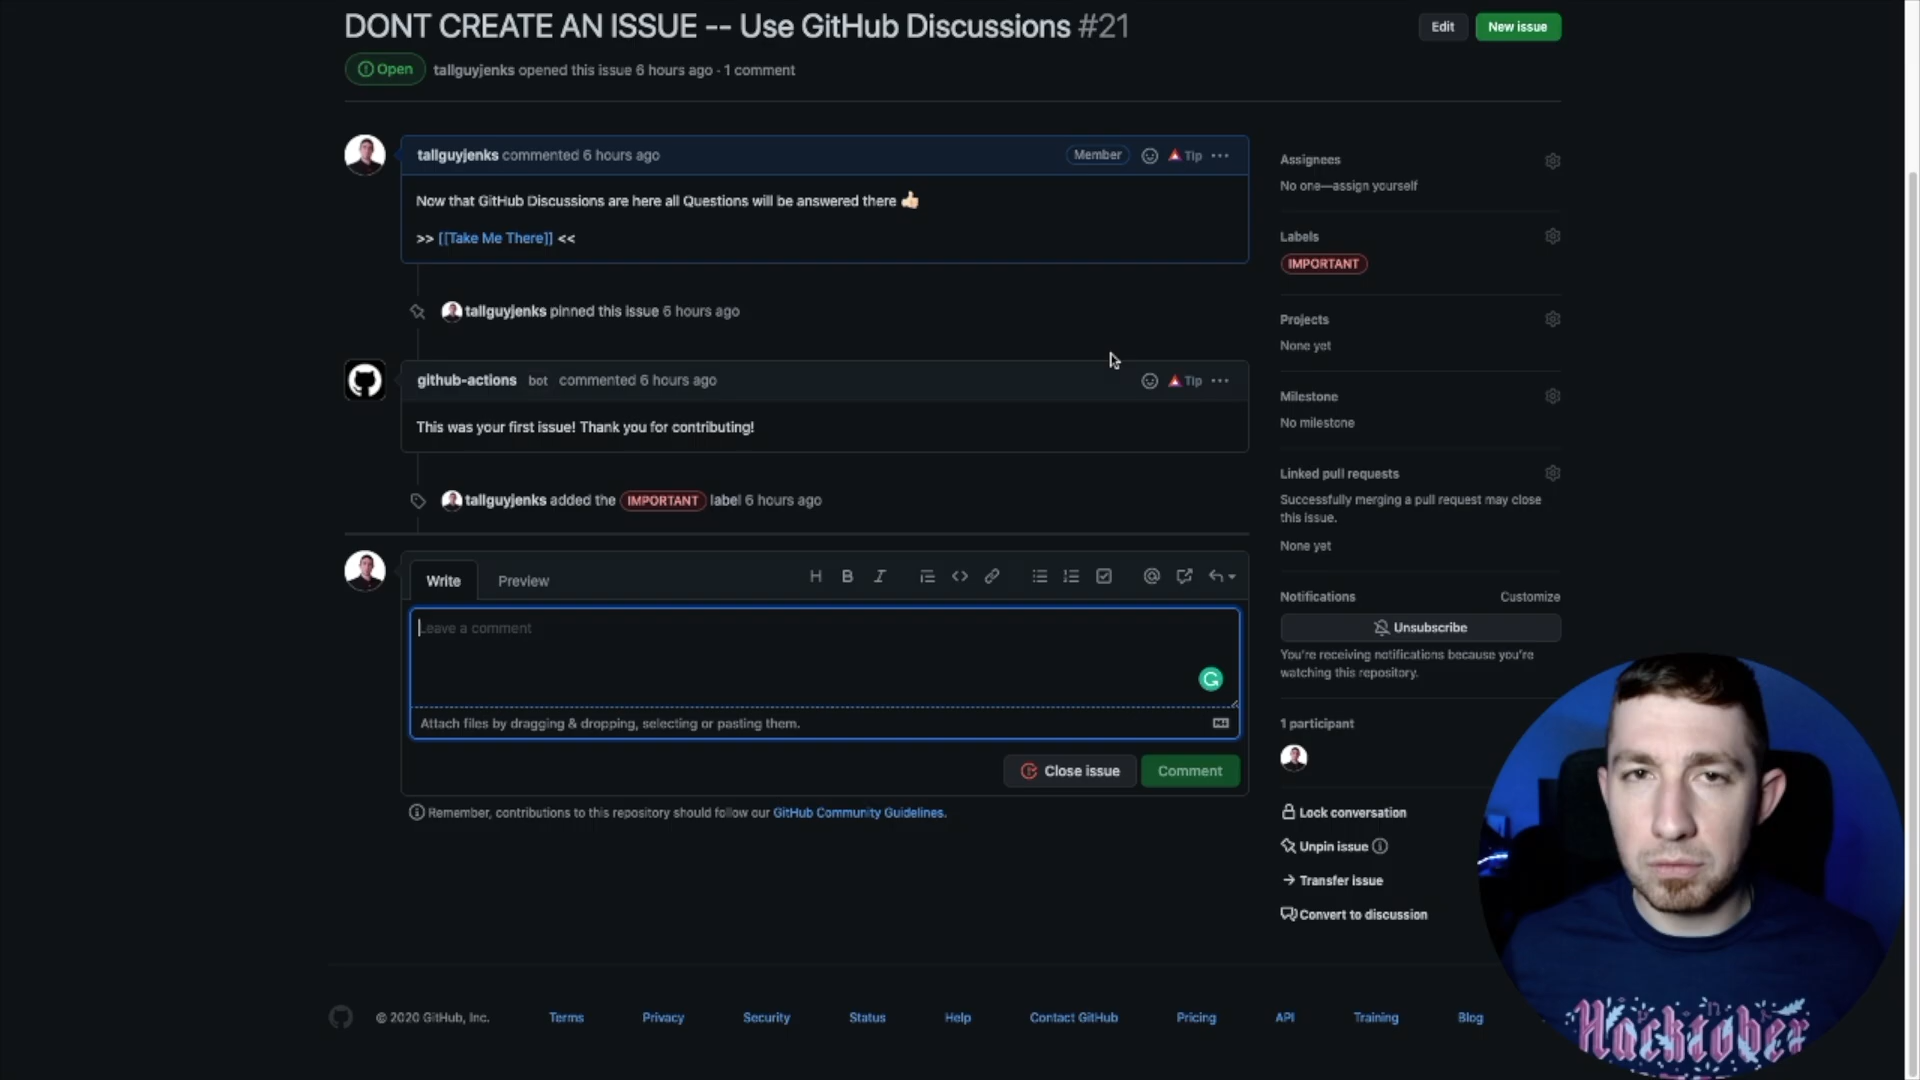 DONT CREATE AN ISSUE -- Use GitHub Discussions #21
Edit
New issue
Open
tallguyjenks opened this issue 6 hours ago · 1 comment
tallguyjenks commented 6 hours ago
Member
Tip
Now that GitHub Discussions are here all Questions will be answered there 👍🏻
>> [[Take Me There]] <<
tallguyjenks pinned this issue 6 hours ago
github-actions bot commented 6 hours ago
Tip
This was your first issue! Thank you for contributing!
tallguyjenks added the IMPORTANT label 6 hours ago
Write
Preview
Leave a comment
Attach files by dragging & dropping, selecting or pasting them.
Close issue
Comment
Remember, contributions to this repository should follow our GitHub Community Guidelines.
Assignees
No one—assign yourself
Labels
IMPORTANT
Projects
None yet
Milestone
No milestone
Linked pull requests
Successfully merging a pull request may close
this issue.
None yet
Notifications
Customize
Unsubscribe
You're receiving notifications because you're
watching this repository.
1 participant
Lock conversation
Unpin issue
Transfer issue
Convert to discussion
© 2020 GitHub, Inc.
Terms
Privacy
Security
Status
Help
Contact GitHub
Pricing
API
Training
Blog
Hacktober